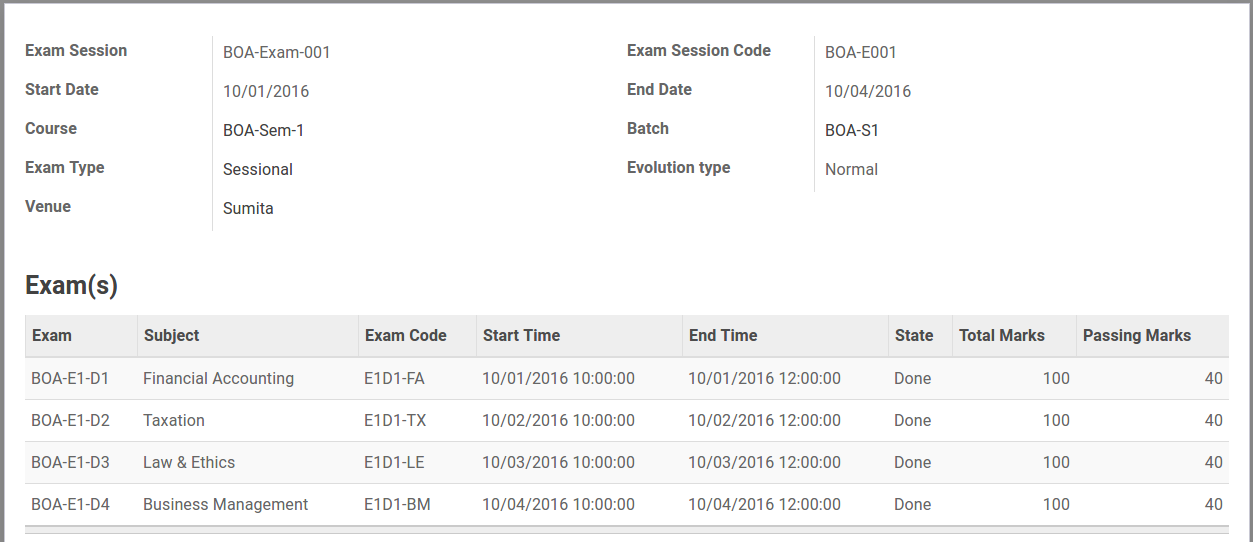 Exam Session BOA-Exam-001 Exam Session Code BOA-E001
Start Date 10/01/2016 End Date 10/04/2016
Course BOA-Sem-1 Batch BOA-S1
Exam Type Sessional Evolution type Normal
Venue Sumita
Exam(s)
Exam Subject Exam Code Start Time End Time State Total Marks Passing Marks
BOA-E1-D1 Financial Accounting E1D1-FA 10/01/2016 10:00:00 10/01/2016 12:00:00 Done 100 40
BOA-E1-D2 Taxation E1D1-TX 10/02/2016 10:00:00 10/02/2016 12:00:00 Done 100 40
BOA-E1-D3 Law & Ethics E1D1-LE 10/03/2016 10:00:00 10/03/2016 12:00:00 Done 100 40
BOA-E1-D4 Business Management E1D1-BM 10/04/2016 10:00:00 10/04/2016 12:00:00 Done 100 40